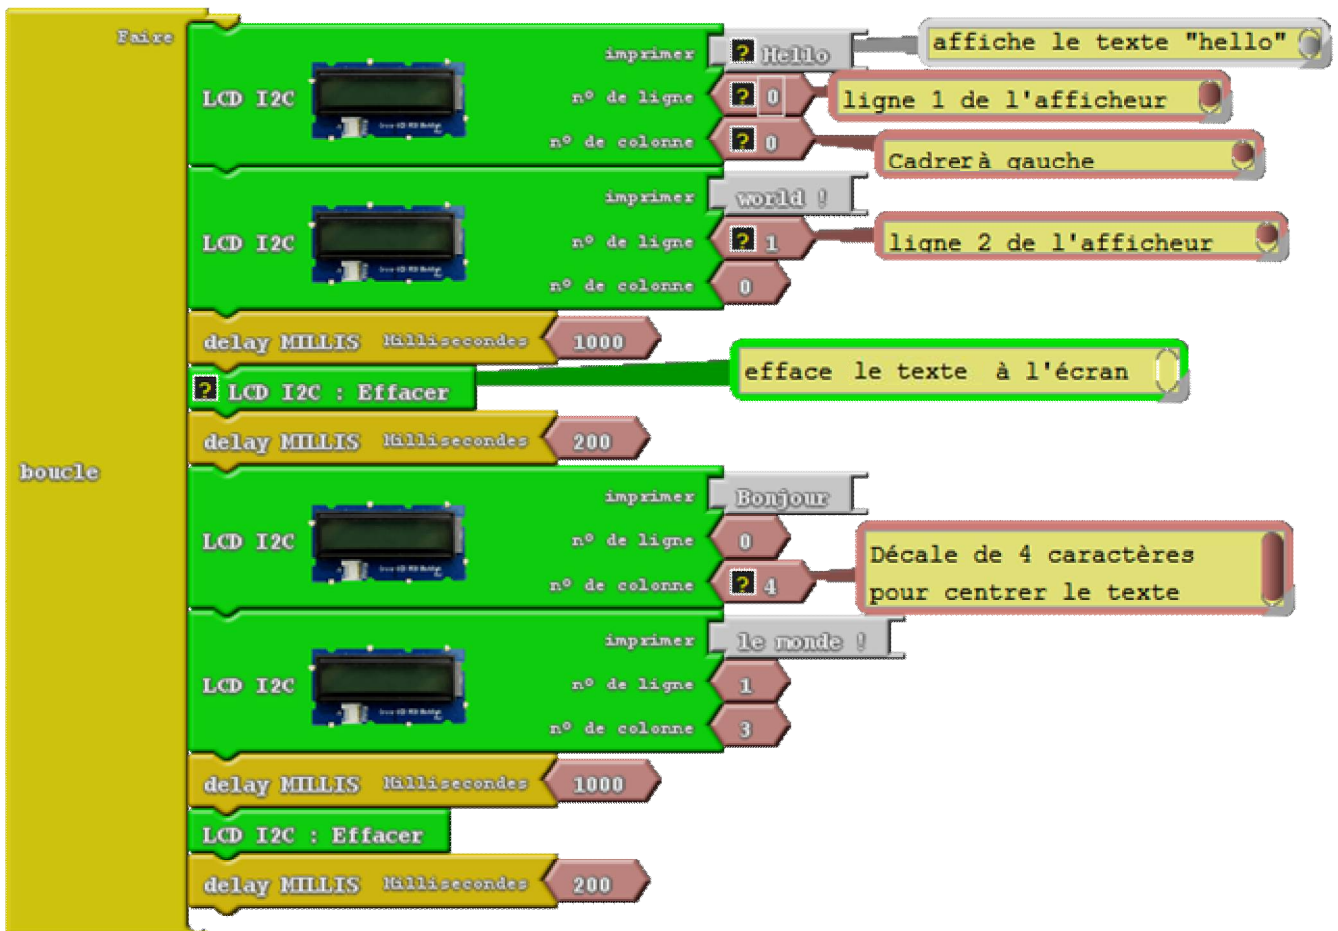 Faire
imprimer Hello affiche le texte "hello"
LCD I2C n° de ligne 0 ligne 1 de l'afficheur
n° de colonne 0 Cadrer à gauche
imprimer world !
LCD I2C n° de ligne 1 ligne 2 de l'afficheur
n° de colonne 0
delay MILLIS Millisecondes 1000
LCD I2C : Effacer efface le texte à l'écran
delay MILLIS Millisecondes 200
boucle
imprimer Bonjour
LCD I2C n° de ligne 0
n° de colonne 4 Décale de 4 caractères
pour centrer le texte
imprimer le monde !
LCD I2C n° de ligne 1
n° de colonne 3
delay MILLIS Millisecondes 1000
LCD I2C : Effacer
delay MILLIS Millisecondes 200